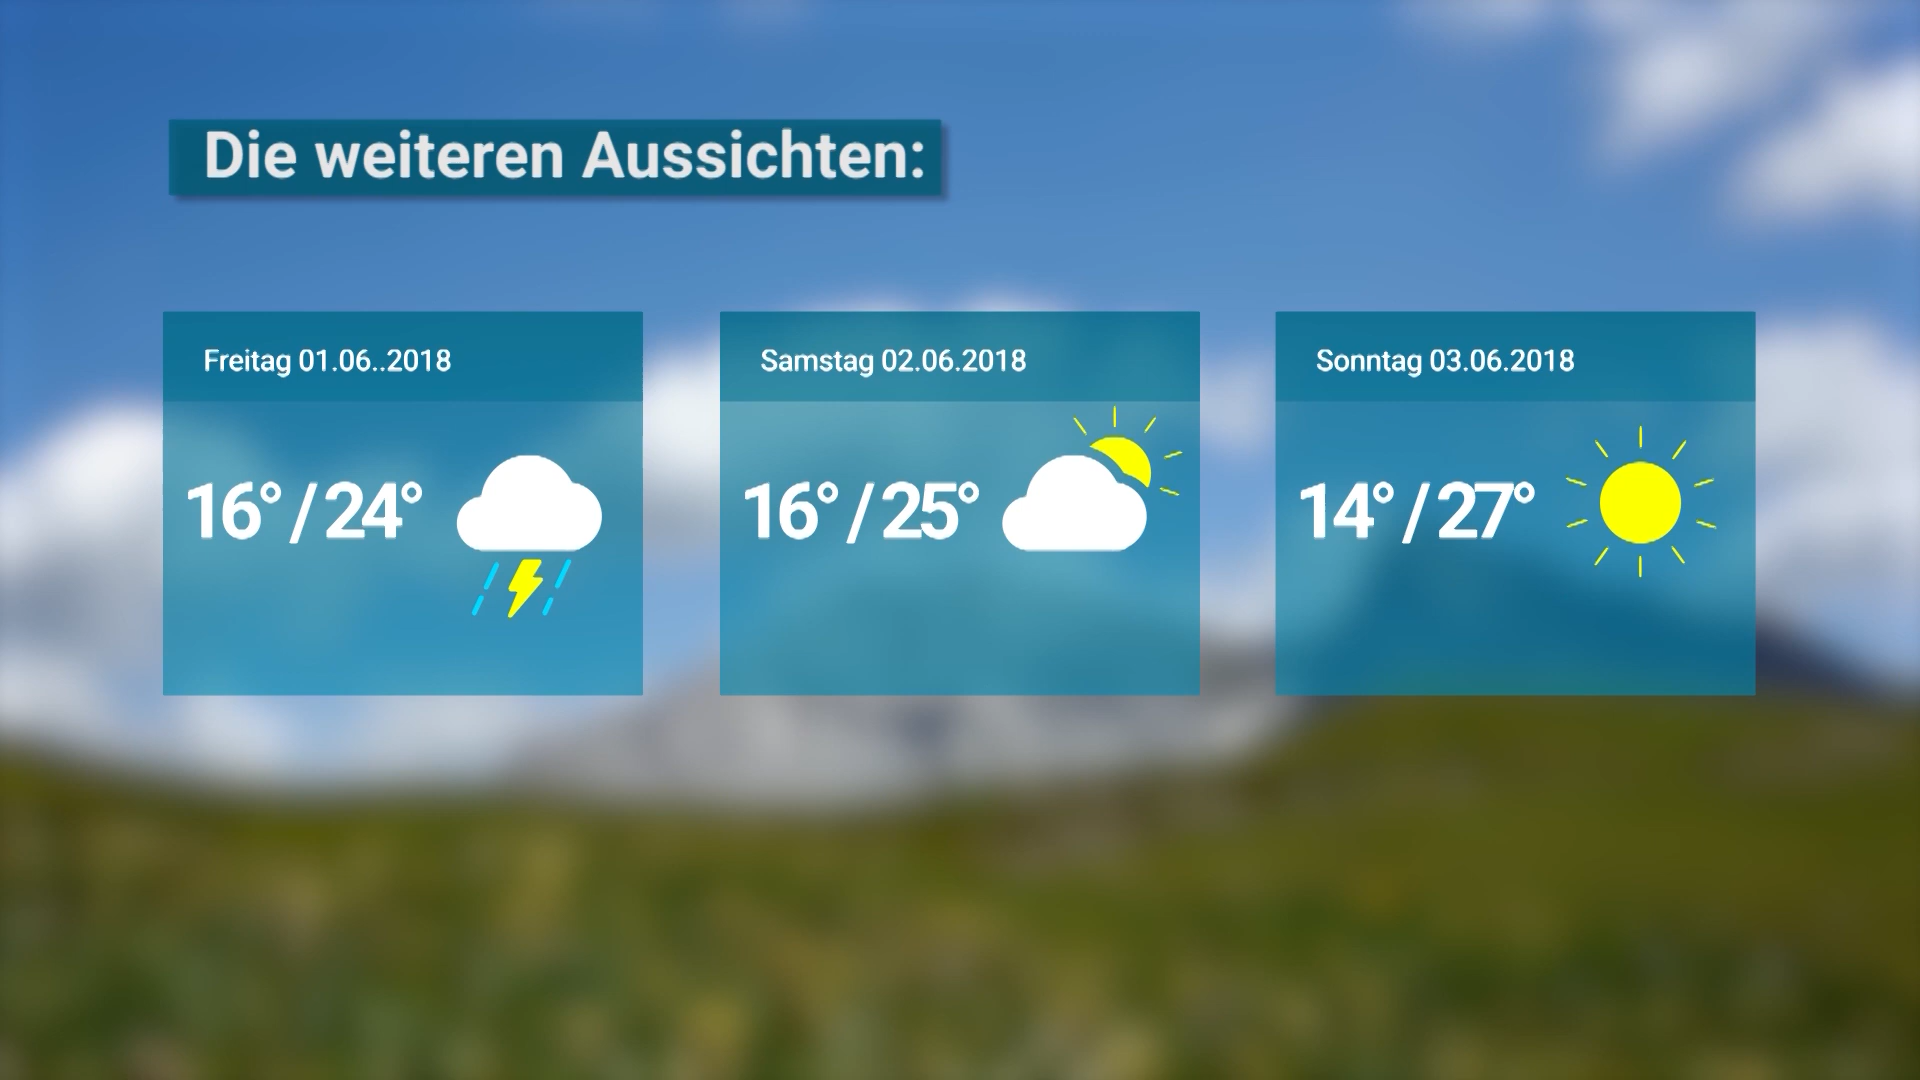 Die weiteren Aussichten:
Freitag 01.06..2018
16°/24°
Samstag 02.06.2018
16°/25°
Sonntag 03.06.2018
14°/27°